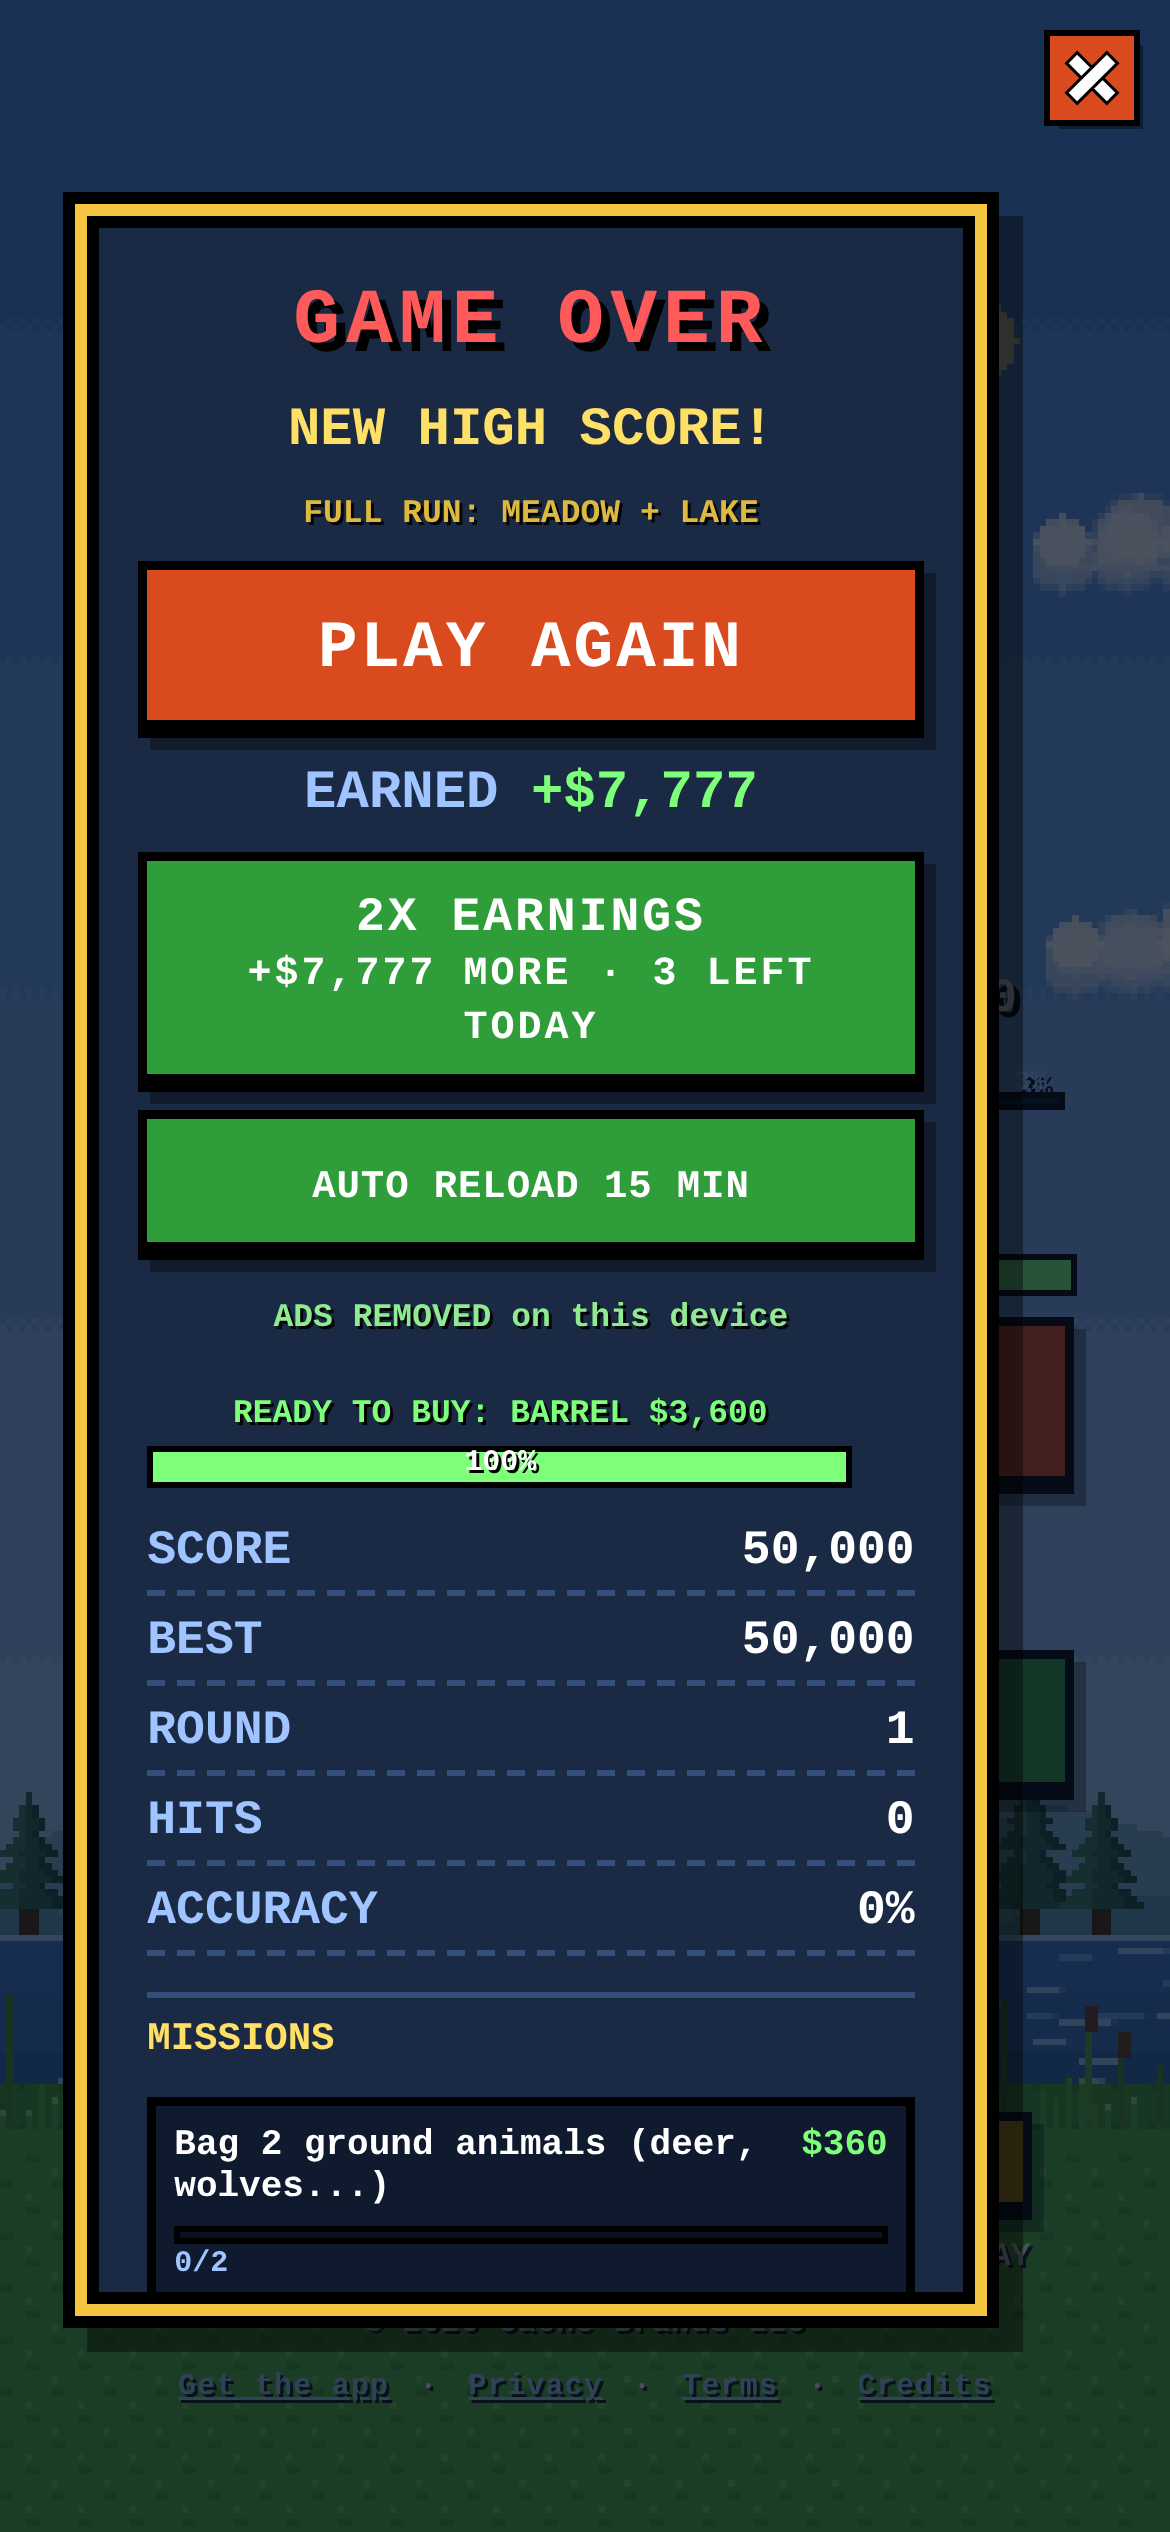 GAME OVER
NEW HIGH SCORE!
FULL RUN: MEADOW + LAKE
PLAY AGAIN
EARNED +$7,777
2X EARNINGS
+$7,777 MORE · 3 LEFT
TODAY
AUTO RELOAD 15 MIN
ADS REMOVED on this device
READY TO BUY: BARREL $3,600
100%
SCORE 50,000
BEST 50,000
ROUND 1
HITS 0
ACCURACY 0%
MISSIONS
Bag 2 ground animals (deer, $360
wolves...)
0/2
Get the app · Privacy · Terms · Credits